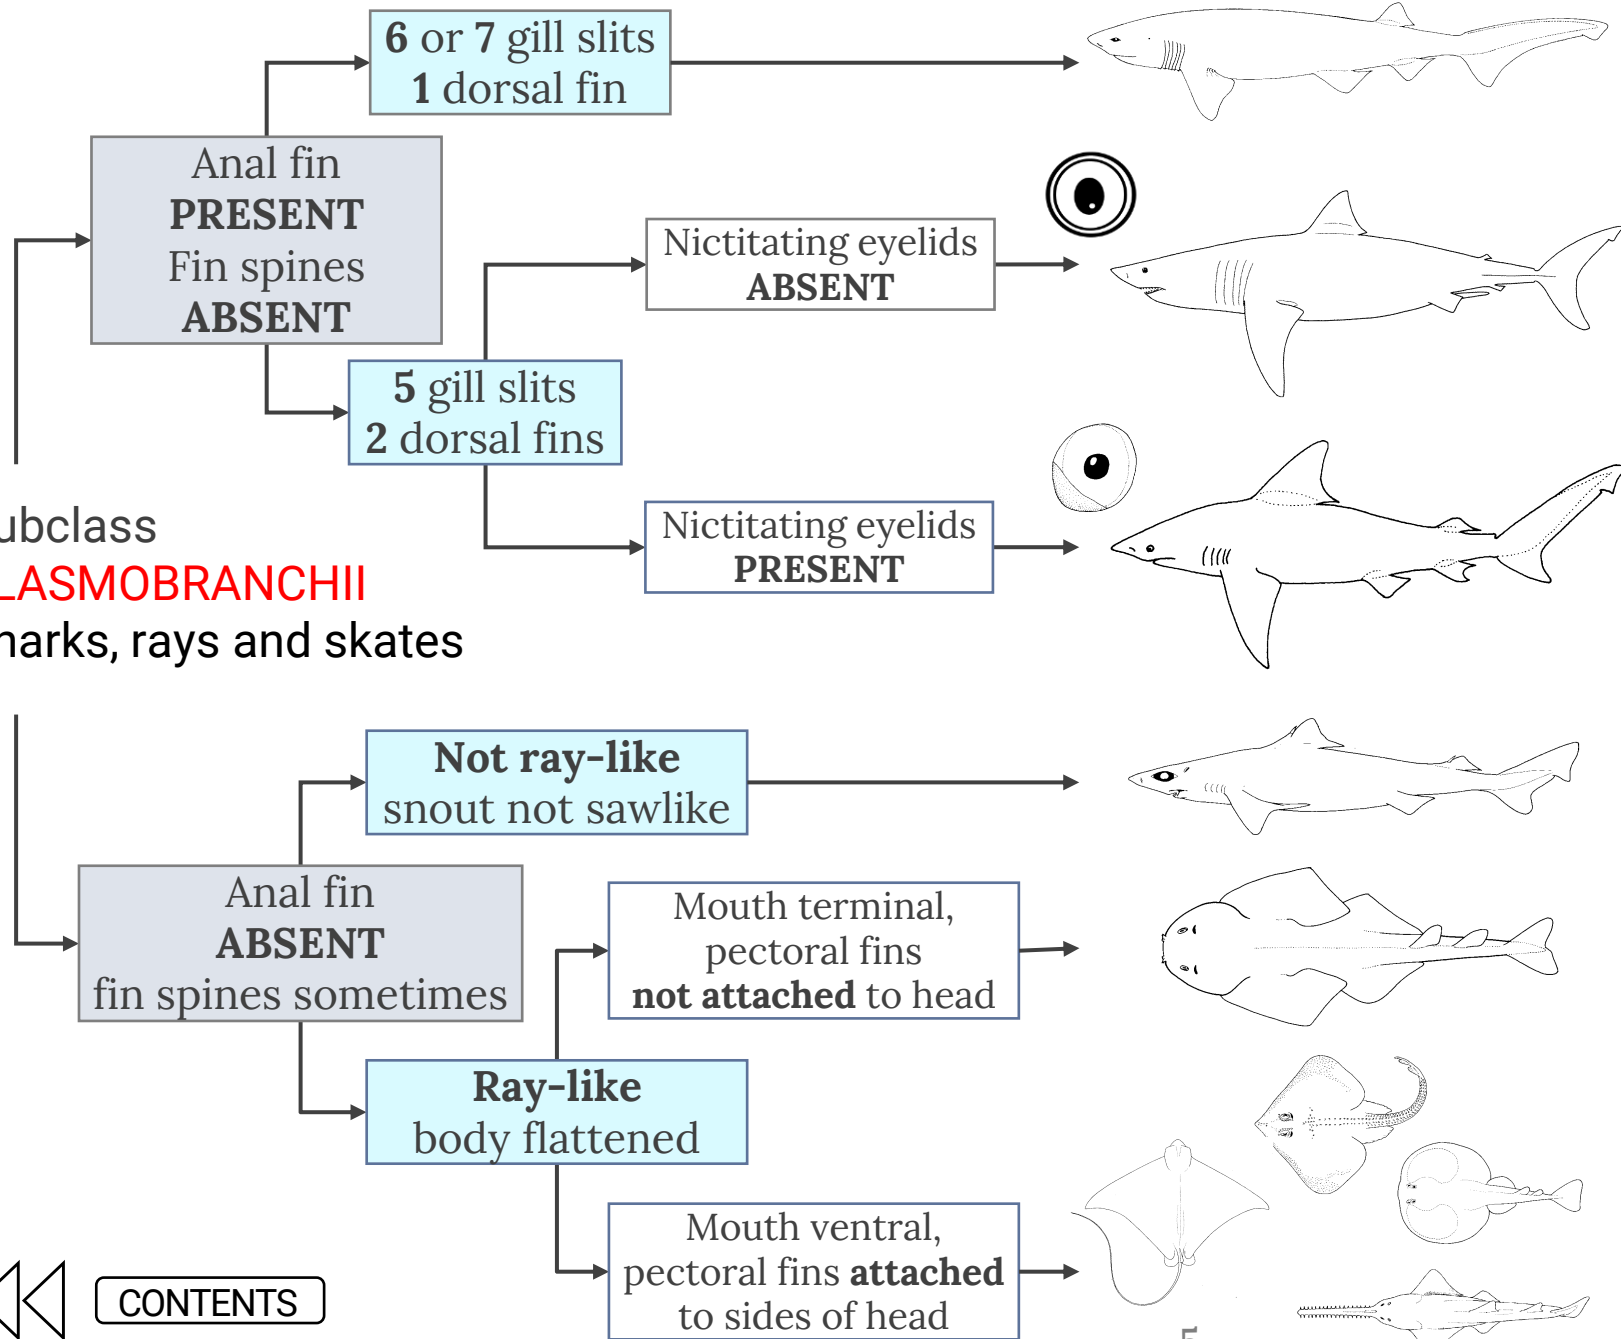 6 or 7 gill slits
1 dorsal fin
Anal fin
PRESENT
Fin spines
ABSENT
Nictitating eyelids
ABSENT
5 gill slits
2 dorsal fins
Nictitating eyelids
PRESENT
ubclass
LASMOBRANCHII
harks, rays and skates
Not ray-like
snout not sawlike
Anal fin
ABSENT
fin spines sometimes
Mouth terminal,
pectoral fins
not attached to head
Ray-like
body flattened
Mouth ventral,
pectoral fins attached
to sides of head
CONTENTS